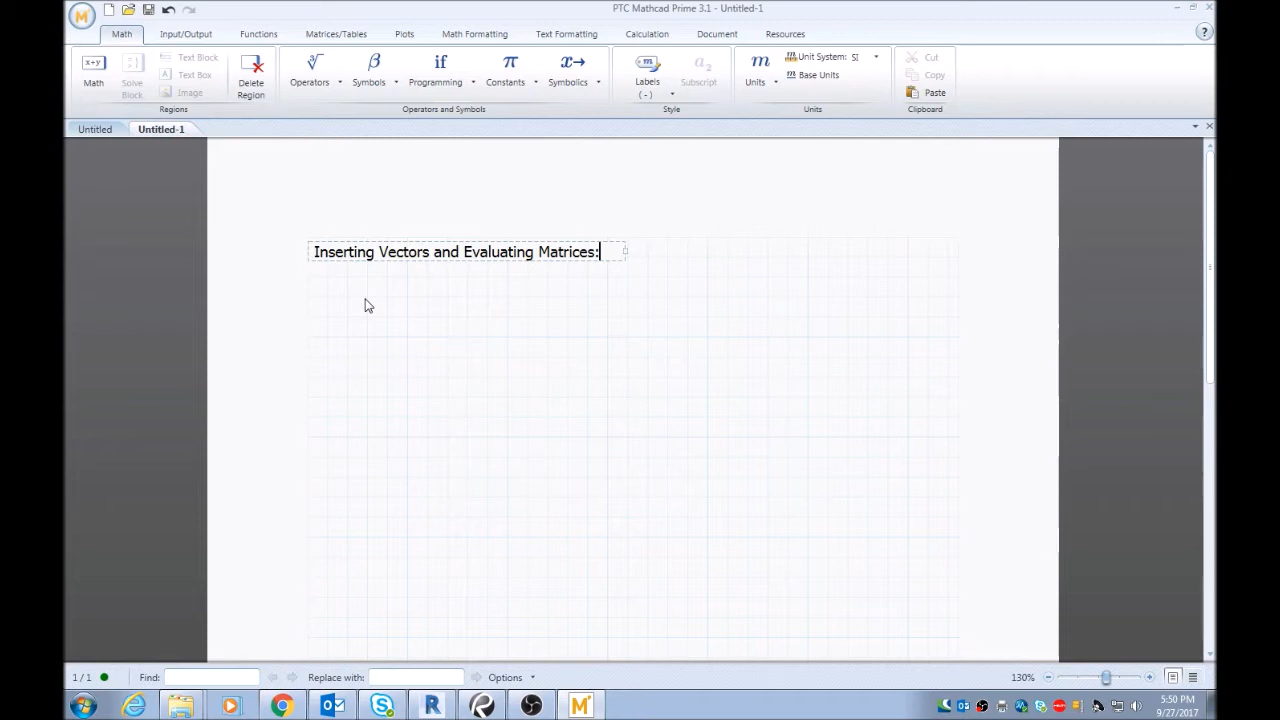 PTC Mathcad Prime 3.1 - Untitled-1
Math Input/Output Functions Matrices/Tables Plots Math Formatting Text Formatting Calculation Document Resources
x+y Math
Solve Block
Text Block
Text Box
Image
Delete Region
Regions
Operators
β Symbols
if Programming
π Constants
x→ Symbolics
Operators and Symbols
m Labels (-)
a₂ Subscript
Style
m Units
Unit System: SI
Base Units
Units
Cut
Copy
Paste
Clipboard
Untitled Untitled-1
Inserting Vectors and Evaluating Matrices:
1 / 1 Find: Replace with: Options 130%
5:50 PM
9/27/2017